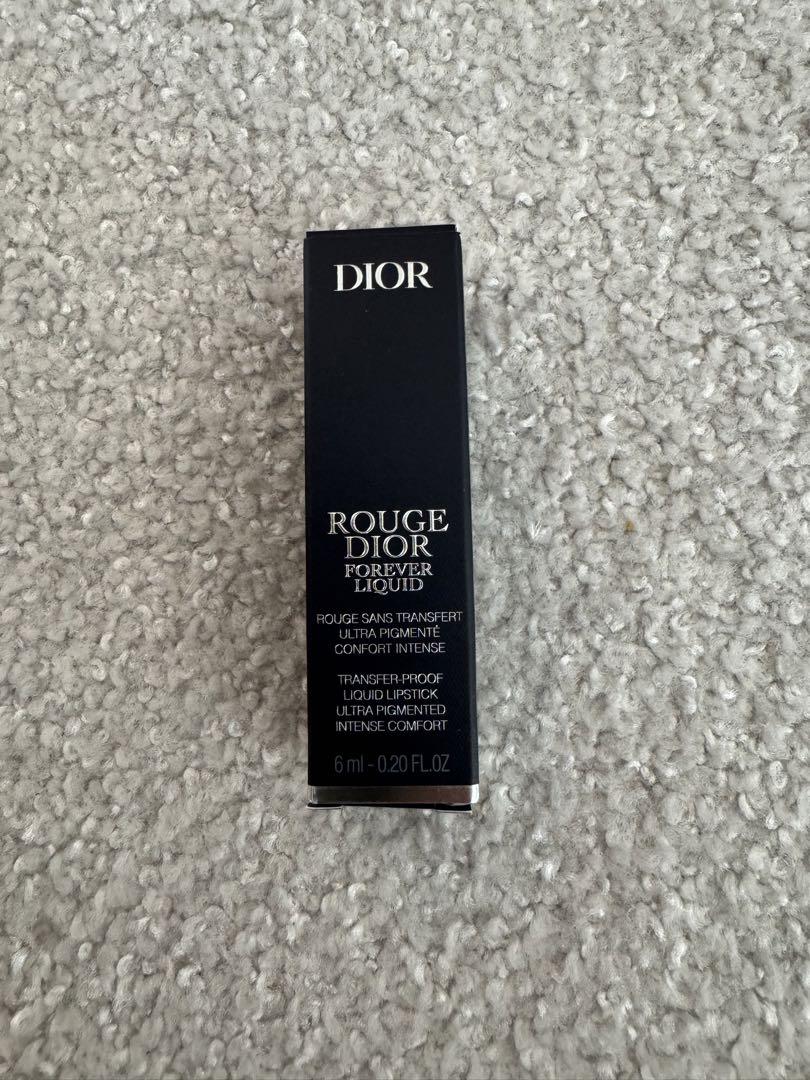 DIOR
ROUGE
DIOR
FOREVER
LIQUID
ROUGE SANS TRANSFERT
ULTRA PIGMENTÉ
CONFORT INTENSE
TRANSFER-PROOF
LIQUID LIPSTICK
ULTRA PIGMENTED
INTENSE COMFORT
6 ml - 0.20 FL.OZ